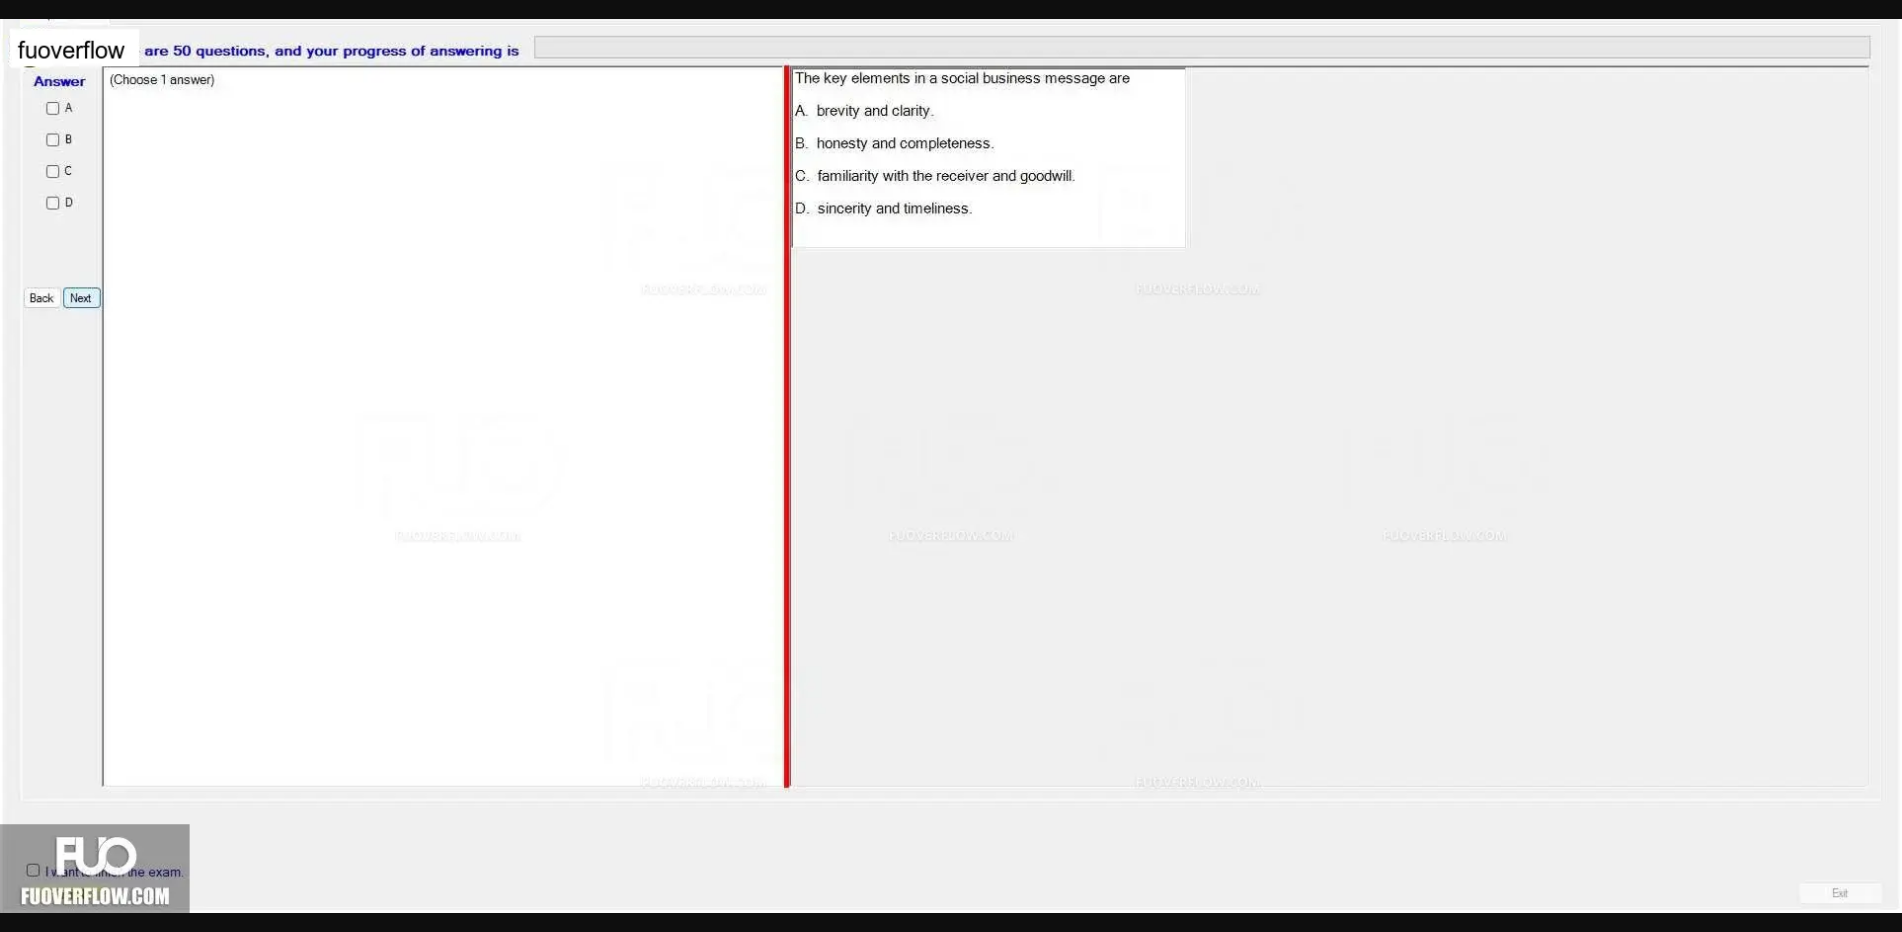 fuoverflow are 50 questions, and your progress of answering is
Answer
(Choose 1 answer)
A
B
C
D
Back Next
The key elements in a social business message are
A. brevity and clarity.
B. honesty and completeness.
C. familiarity with the receiver and goodwill.
D. sincerity and timeliness.
FUOVERFLOW.COM
FUOVERFLOW.COM
FUOVERFLOW.COM
FUOVERFLOW.COM
FUOVERFLOW.COM
FUOVERFLOW.COM
FUOVERFLOW.COM
FUO
I want to finish the exam.
FUOVERFLOW.COM
Exit